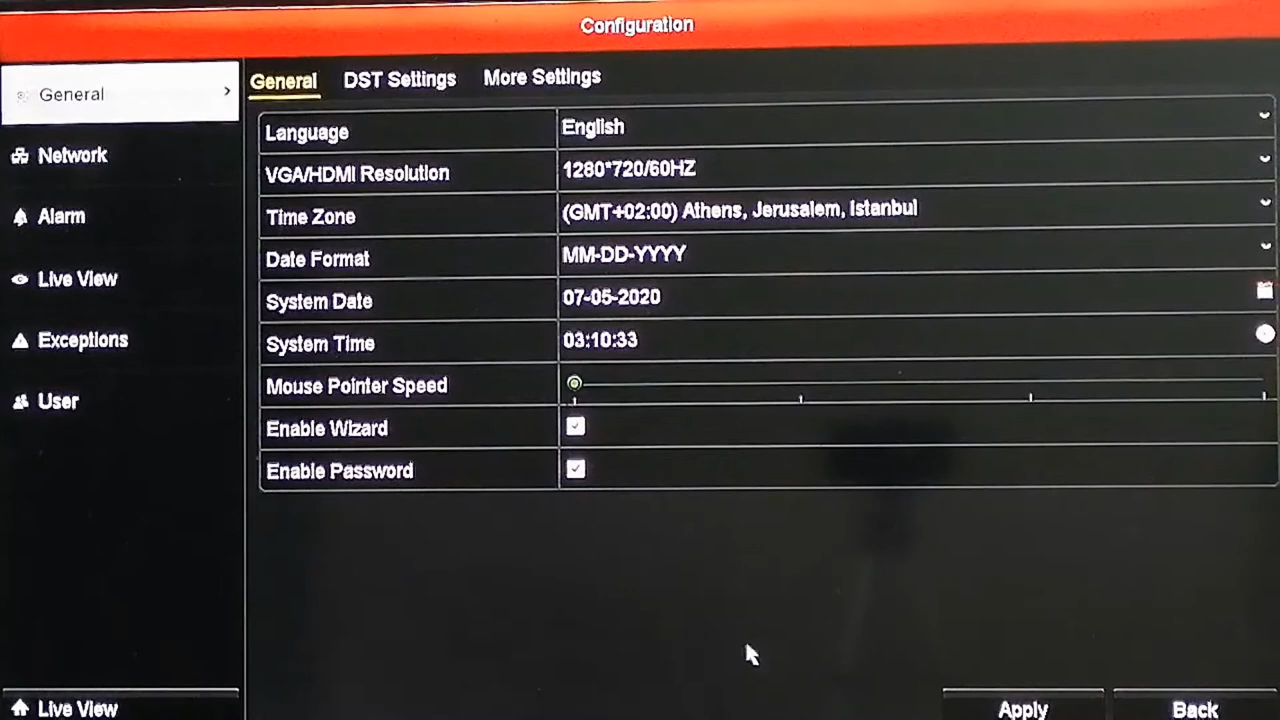 Configuration
General
Network
Alarm
Live View
Exceptions
User
Live View
General DST Settings More Settings
Language English
VGA/HDMI Resolution 1280*720/60HZ
Time Zone (GMT+02:00) Athens, Jerusalem, Istanbul
Date Format MM-DD-YYYY
System Date 07-05-2020
System Time 03:10:33
Mouse Pointer Speed
Enable Wizard
Enable Password
Apply Back